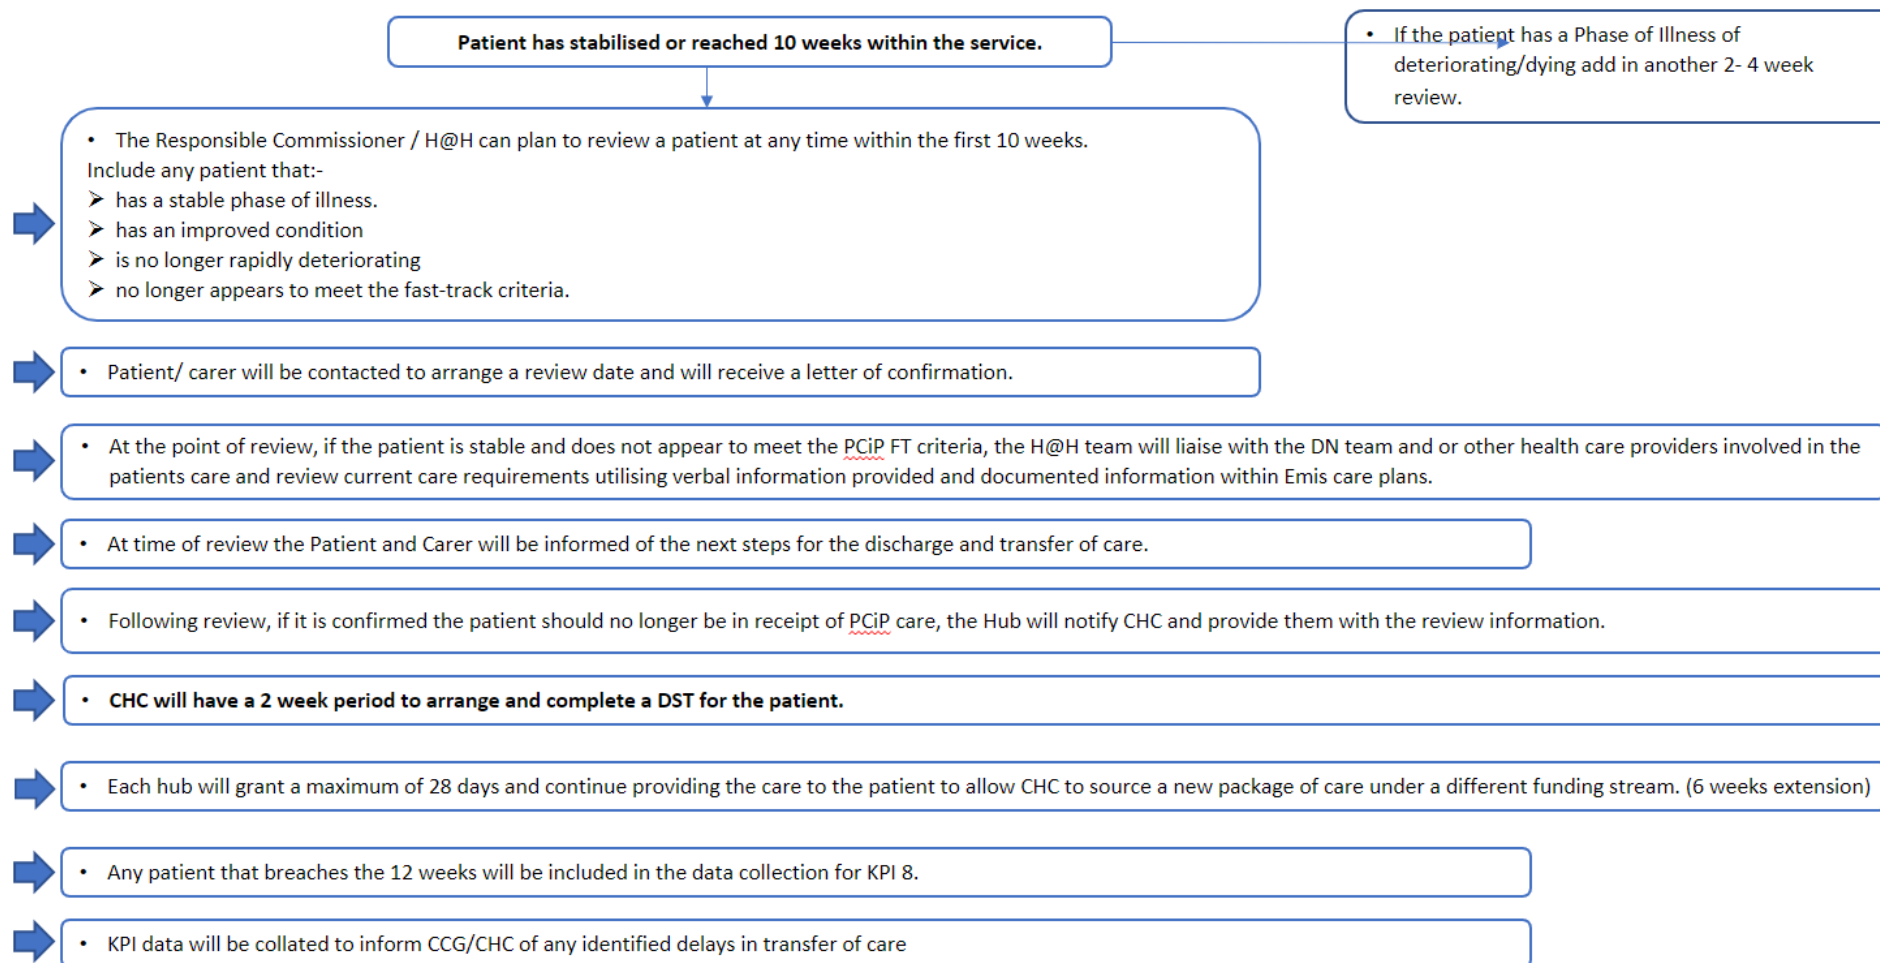 Patient has stabilised or reached 10 weeks within the service.
• If the patient has a Phase of Illness of
deteriorating/dying add in another 2- 4 week
review.
• The Responsible Commissioner / H@H can plan to review a patient at any time within the first 10 weeks.
Include any patient that:-
➢ has a stable phase of illness.
➢ has an improved condition
➢ is no longer rapidly deteriorating
➢ no longer appears to meet the fast-track criteria.
• Patient/ carer will be contacted to arrange a review date and will receive a letter of confirmation.
• At the point of review, if the patient is stable and does not appear to meet the PCiP FT criteria, the H@H team will liaise with the DN team and or other health care providers involved in the
patients care and review current care requirements utilising verbal information provided and documented information within Emis care plans.
• At time of review the Patient and Carer will be informed of the next steps for the discharge and transfer of care.
• Following review, if it is confirmed the patient should no longer be in receipt of PCiP care, the Hub will notify CHC and provide them with the review information.
• CHC will have a 2 week period to arrange and complete a DST for the patient.
• Each hub will grant a maximum of 28 days and continue providing the care to the patient to allow CHC to source a new package of care under a different funding stream. (6 weeks extension)
• Any patient that breaches the 12 weeks will be included in the data collection for KPI 8.
• KPI data will be collated to inform CCG/CHC of any identified delays in transfer of care